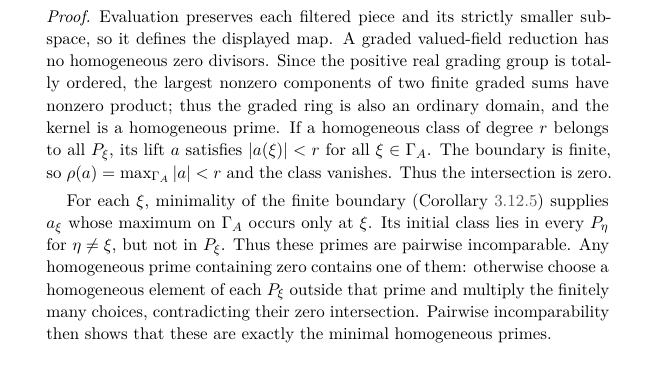 Proof. Evaluation preserves each filtered piece and its strictly smaller sub-
space, so it defines the displayed map. A graded valued-field reduction has
no homogeneous zero divisors. Since the positive real grading group is total-
ly ordered, the largest nonzero components of two finite graded sums have
nonzero product; thus the graded ring is also an ordinary domain, and the
kernel is a homogeneous prime. If a homogeneous class of degree r belongs
to all P_ξ, its lift a satisfies |a(ξ)| < r for all ξ ∈ Γ_A. The boundary is finite,
so ρ(a) = max_{Γ_A} |a| < r and the class vanishes. Thus the intersection is zero.
For each ξ, minimality of the finite boundary (Corollary 3.12.5) supplies
a_ξ whose maximum on Γ_A occurs only at ξ. Its initial class lies in every P_η
for η ≠ ξ, but not in P_ξ. Thus these primes are pairwise incomparable. Any
homogeneous prime containing zero contains one of them: otherwise choose a
homogeneous element of each P_ξ outside that prime and multiply the finitely
many choices, contradicting their zero intersection. Pairwise incomparability
then shows that these are exactly the minimal homogeneous primes.